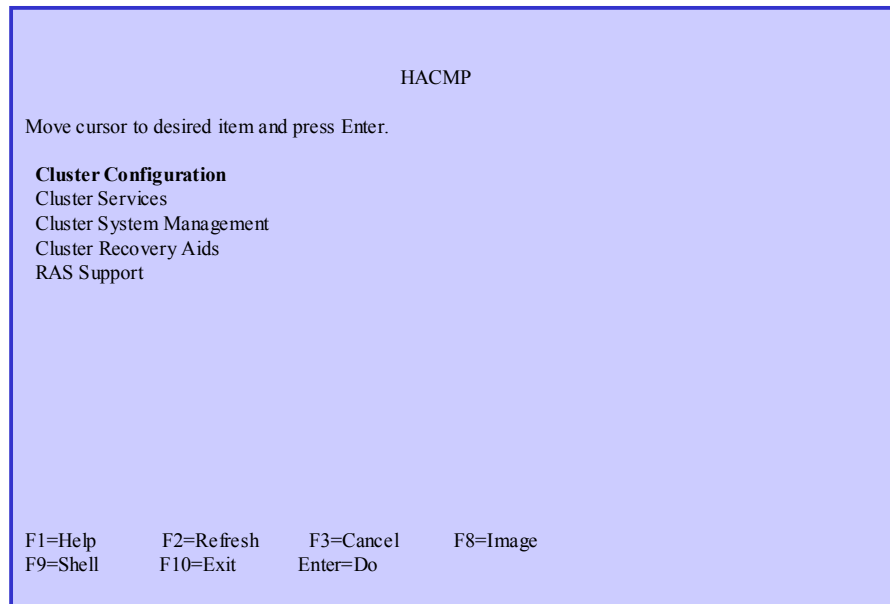 HACMP
Move cursor to desired item and press Enter.
Cluster Configuration
Cluster Services
Cluster System Management
Cluster Recovery Aids
RAS Support
F1=Help F2=Refresh F3=Cancel F8=Image
F9=Shell F10=Exit Enter=Do